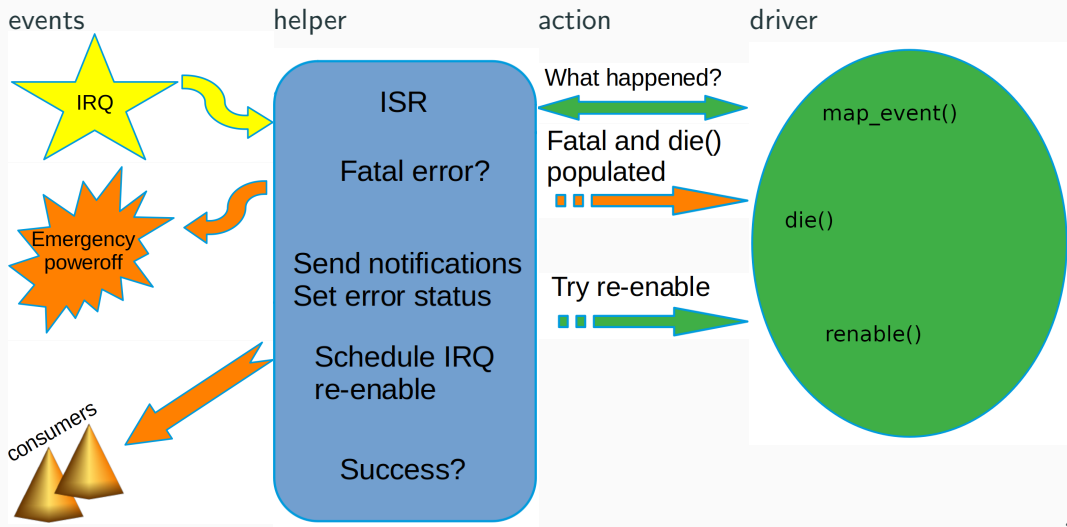 events
helper
action
driver
IRQ
ISR
What happened?
map_event()
Fatal error?
Fatal and die()
populated
die()
Emergency
poweroff
Send notifications
Set error status
Try re-enable
renable()
Schedule IRQ
re-enable
consumers
Success?